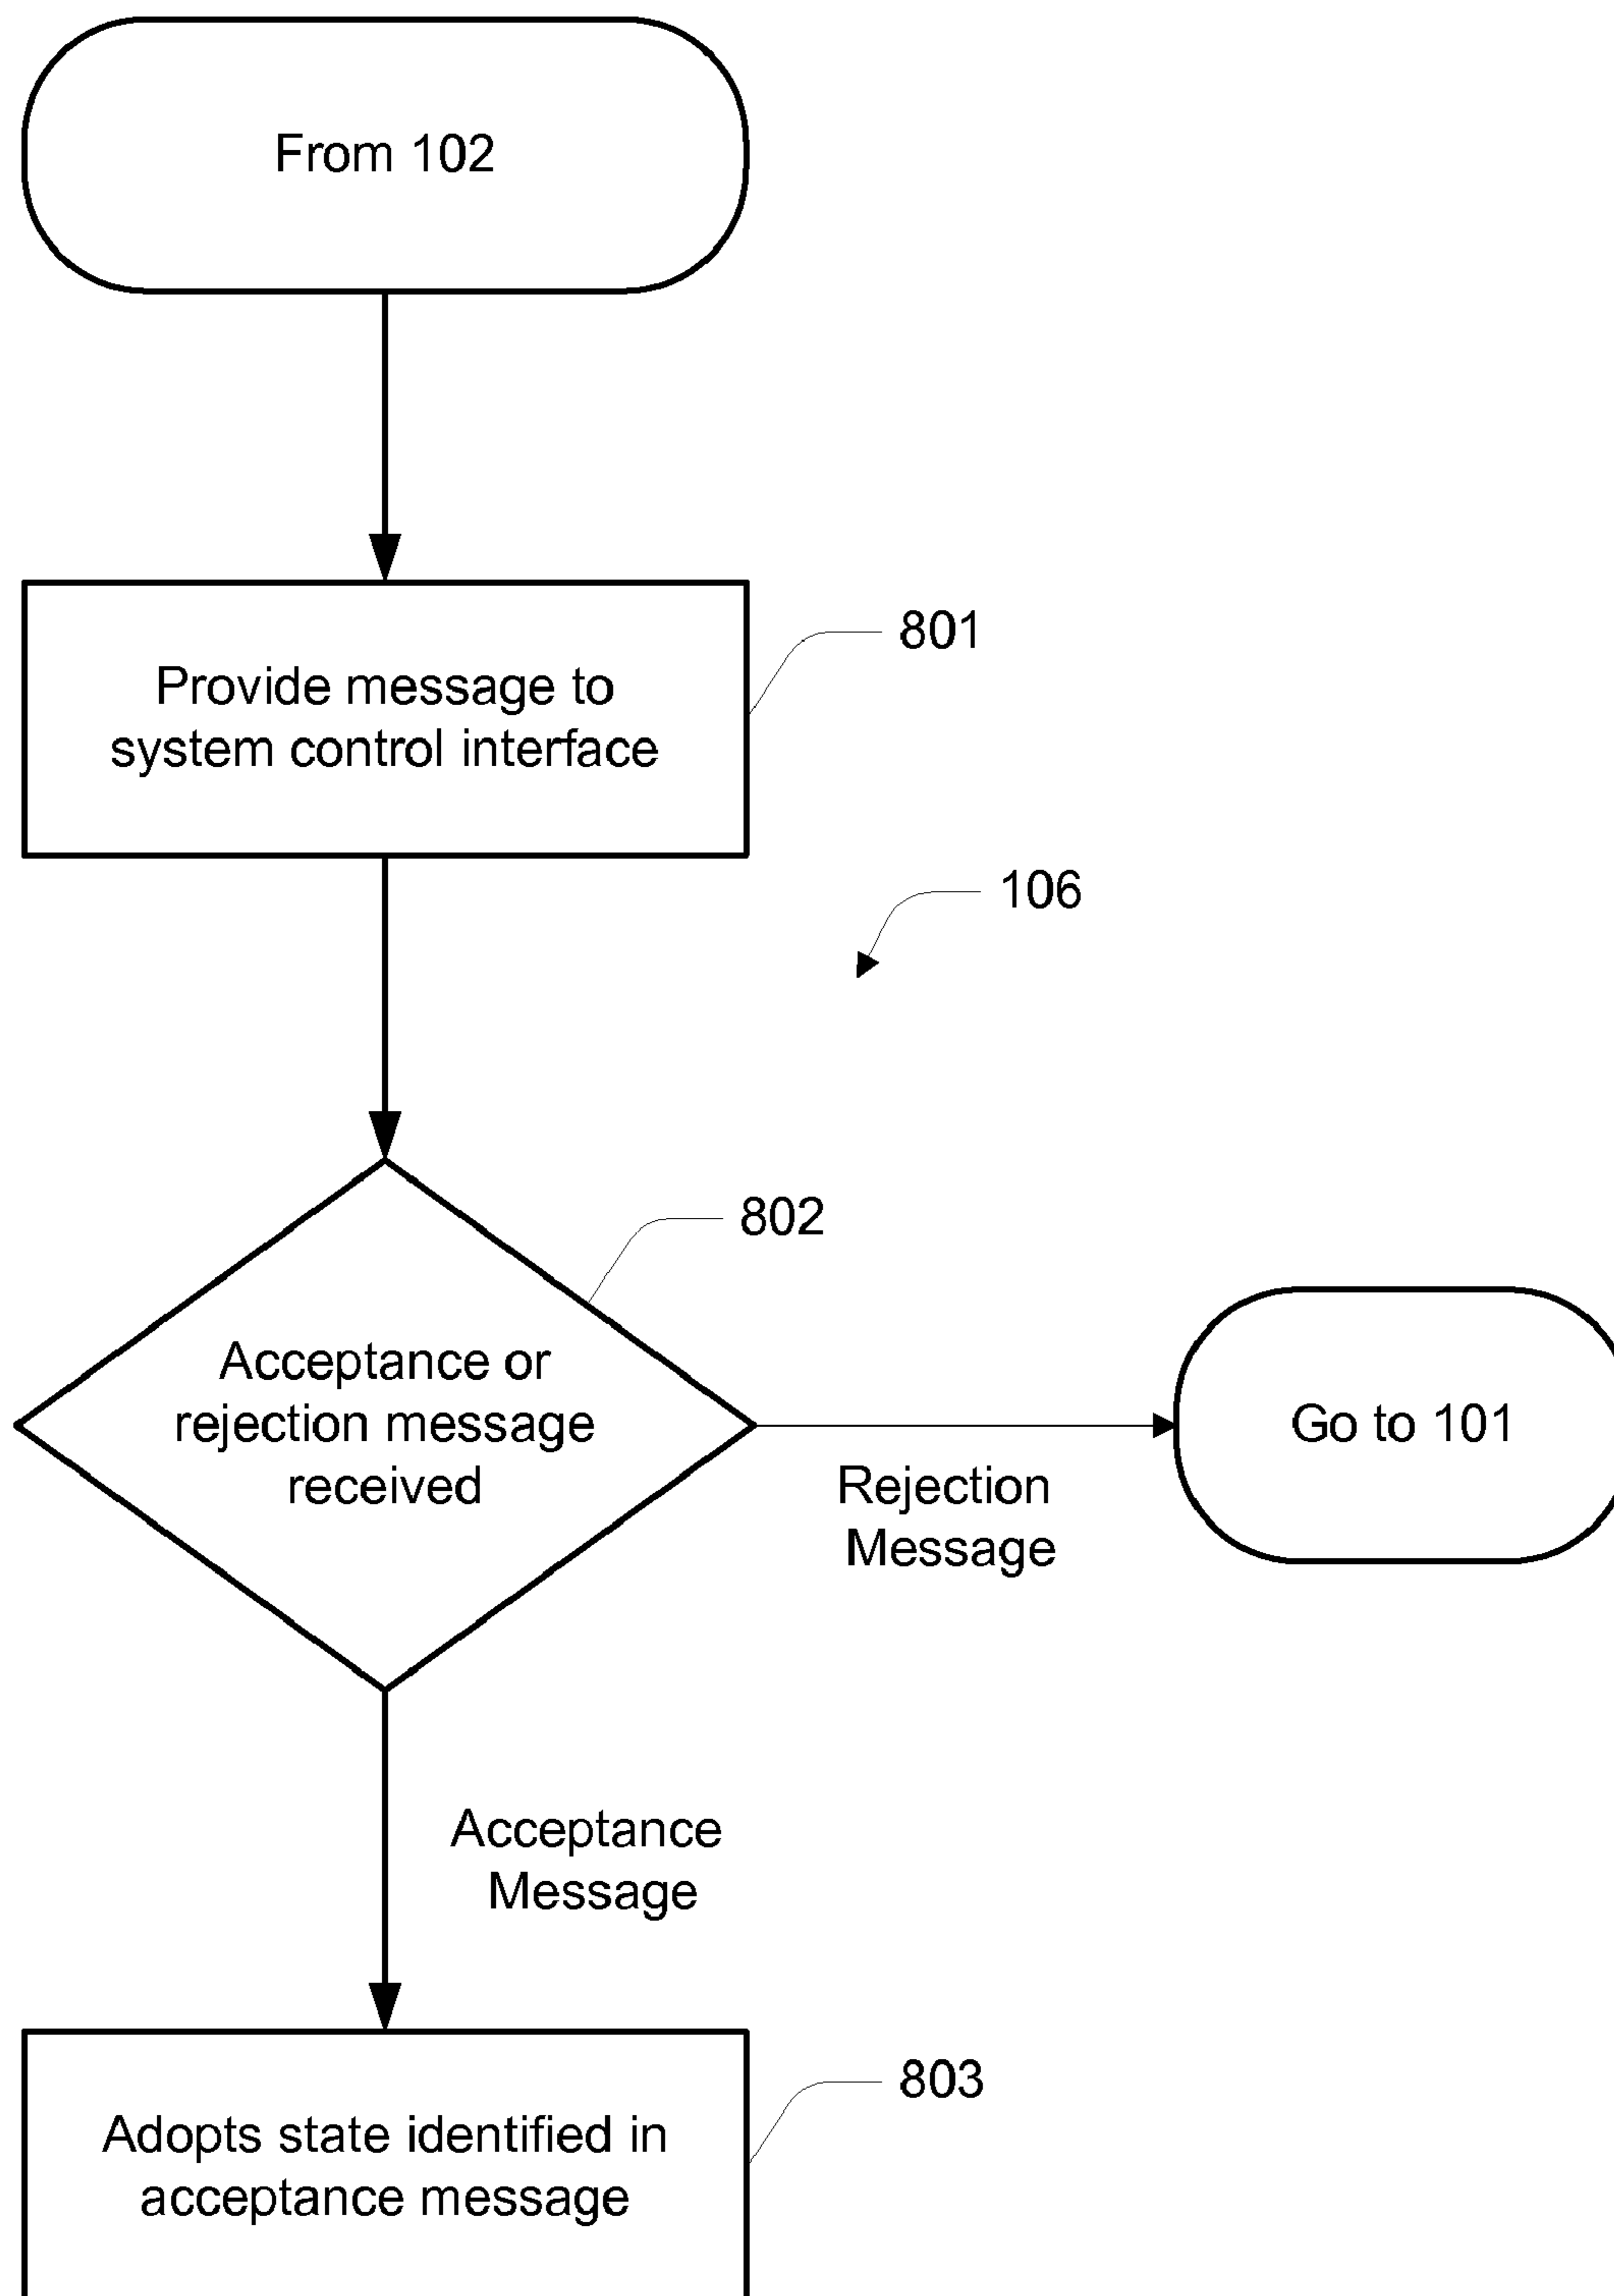 From 102
Provide message to
system control interface
801
106
802
Acceptance or
rejection message
received
Go to 101
Rejection
Message
Acceptance
Message
803
Adopts state identified in
acceptance message